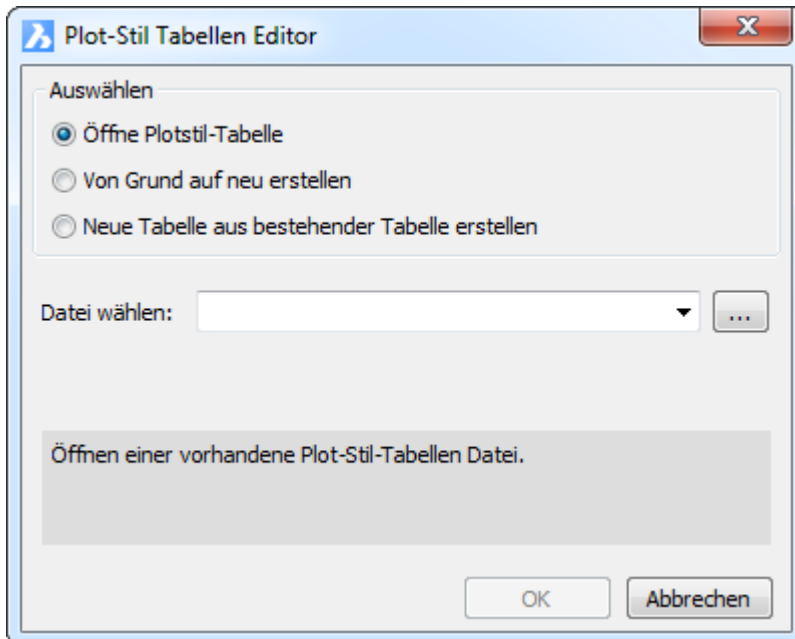 Plot-Stil Tabellen Editor
Auswählen
Öffne Plotstil-Tabelle
Von Grund auf neu erstellen
Neue Tabelle aus bestehender Tabelle erstellen
Datei wählen:
...
Öffnen einer vorhandene Plot-Stil-Tabellen Datei.
OK
Abbrechen